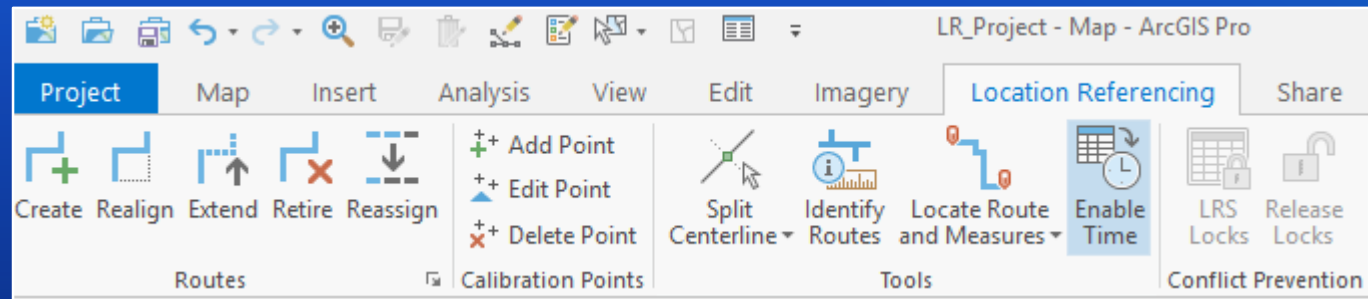 LR_Project - Map - ArcGIS Pro
Project Map Insert Analysis View Edit Imagery Location Referencing Share
Create Realign Extend Retire Reassign
Add Point
Edit Point
Delete Point
Split
Centerline
Identify
Routes
Locate Route
and Measures
Enable
Time
LRS
Locks
Release
Locks
Routes Calibration Points Tools Conflict Prevention